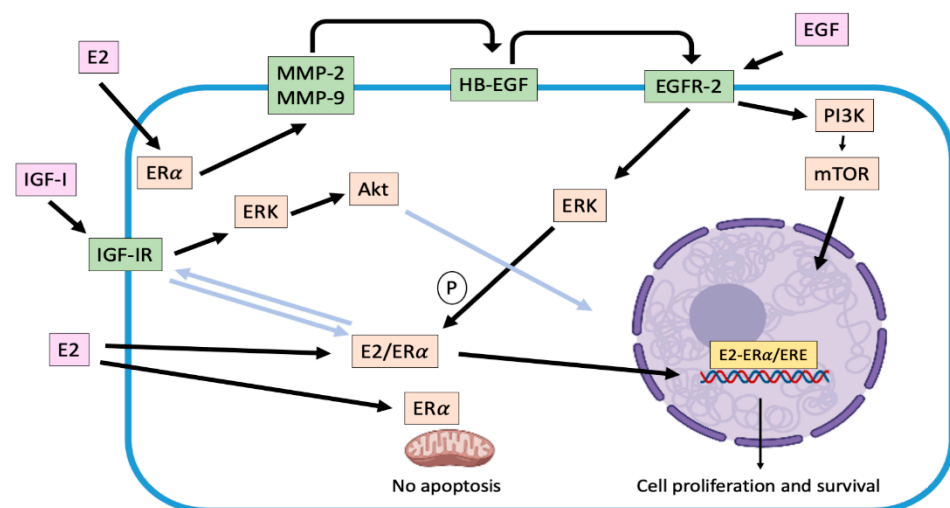 EGF
E2
MMP-2
MMP-9
HB-EGF
EGFR-2
PI3K
ERα
mTOR
IGF-I
Akt
ERK
ERK
IGF-IR
P
E2
E2/ERα
E2-ERα/ERE
ERα
No apoptosis
Cell proliferation and survival